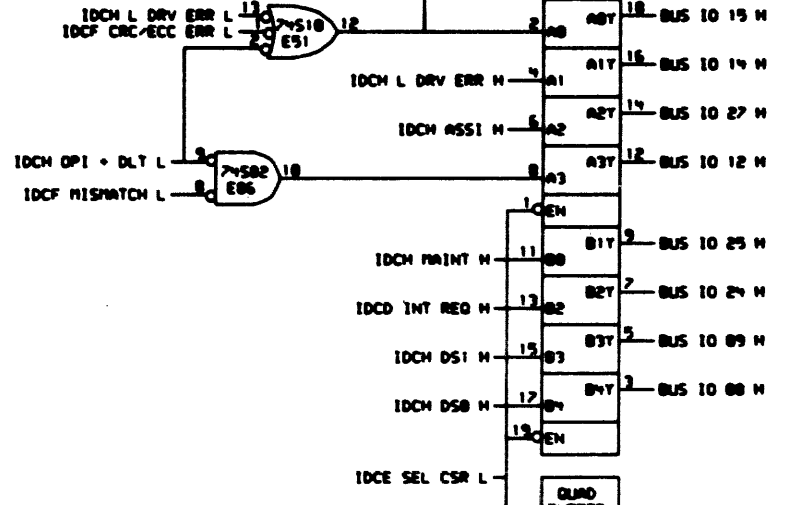 IDCH L DRV ERR L 13
IDCF CRC/ECC ERR L
2
74S10
E51
12
2 A0
A0T 18 BUS IO 15 H
IDCH L DRV ERR H 4 A1
A1T 16 BUS IO 14 H
IDCH ASSI H 6 A2
A2T 14 BUS IO 27 H
IDCH OPI + DLT L 9
IDCF MISMATCH L 8
74S02
E86
10
8 A3
A3T 12 BUS IO 12 H
1 EN
B1T 9 BUS IO 25 H
IDCH MAINT H 11 B0
B2T 7 BUS IO 24 H
IDCD INT REQ H 13 B2
B3T 5 BUS IO 09 H
IDCH DS1 H 15 B3
B4T 3 BUS IO 08 H
IDCH DS0 H 17 B4
19 EN
IDCE SEL CSR L
QUAD